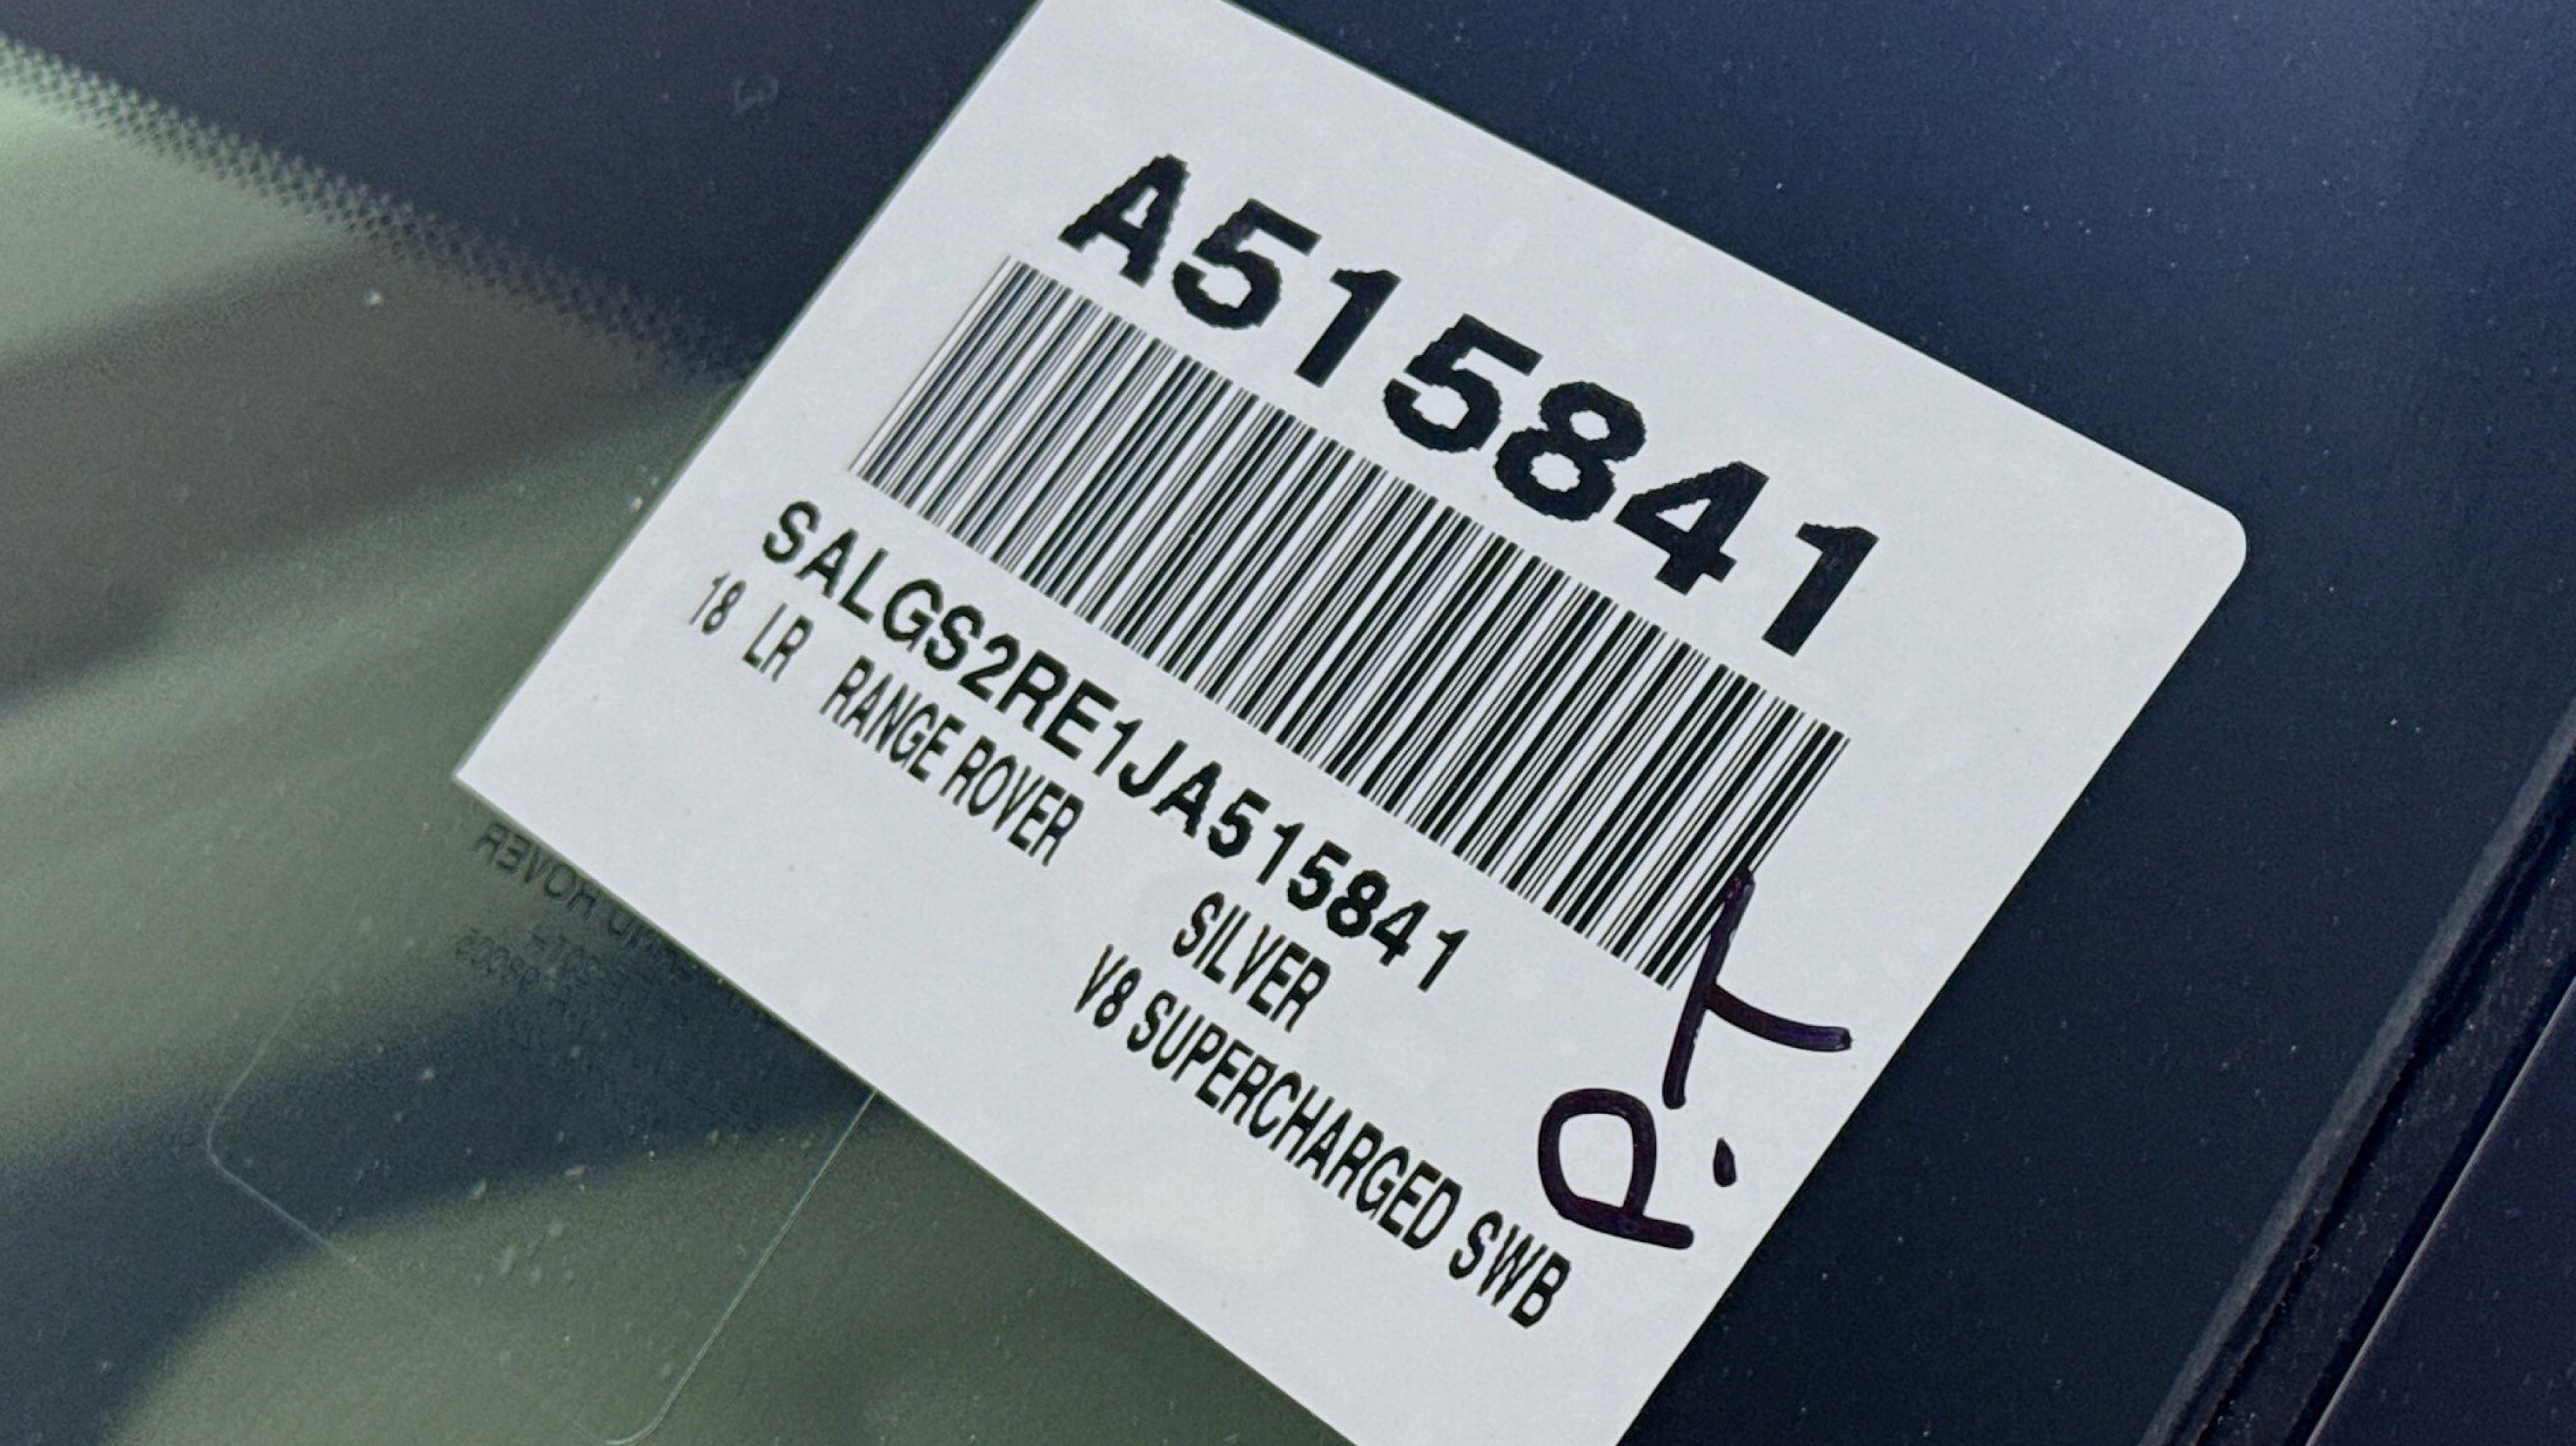 A515841
SALGS2RE1JA515841
18 LR RANGE ROVER
SILVER
V8 SUPERCHARGED SWB
P.T